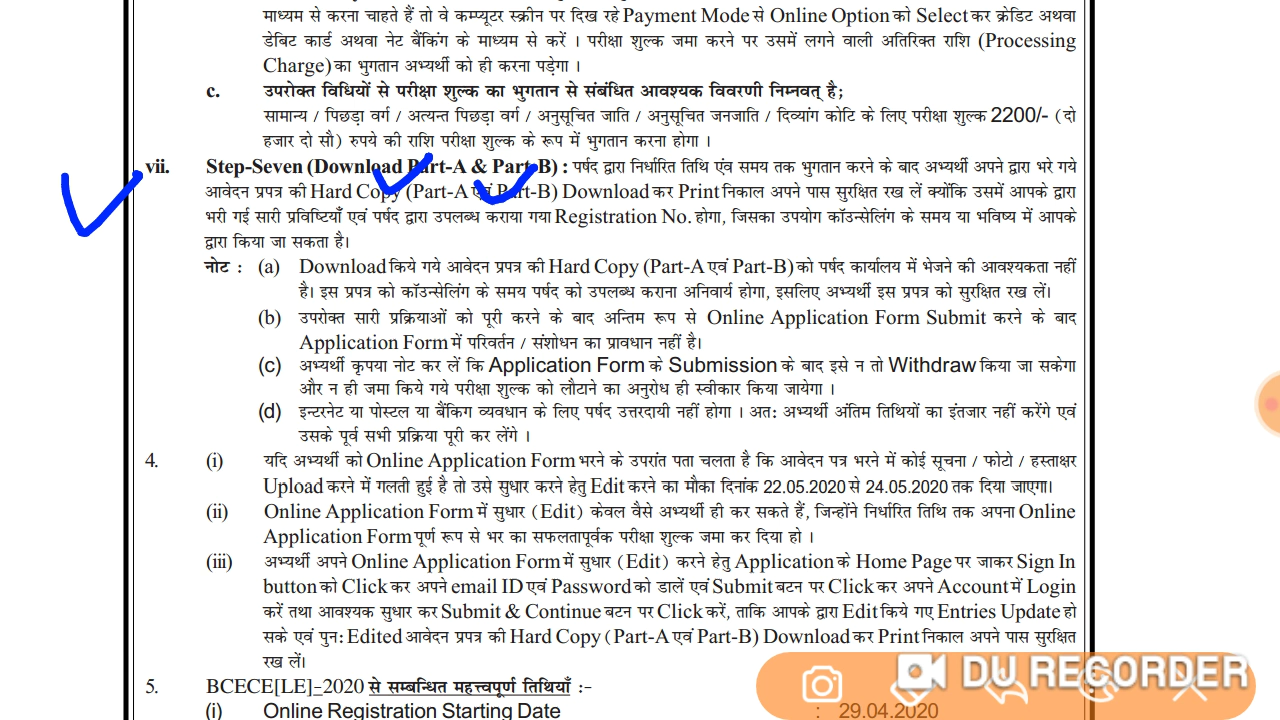 माध्यम से करना चाहते हैं तो वे कम्प्यूटर स्क्रीन पर दिख रहे Payment Mode से Online Option को Select कर क्रेडिट अथवा
डेबिट कार्ड अथवा नेट बैंकिंग के माध्यम से करें । परीक्षा शुल्क जमा करने पर उसमें लगने वाली अतिरिक्त राशि (Processing
Charge) का भुगतान अभ्यर्थी को ही करना पड़ेगा ।
c. उपरोक्त विधियों से परीक्षा शुल्क का भुगतान से संबंधित आवश्यक विवरणी निम्नवत् है;
सामान्य / पिछड़ा वर्ग / अत्यन्त पिछड़ा वर्ग / अनुसूचित जाति / अनुसूचित जनजाति / दिव्यांग कोटि के लिए परीक्षा शुल्क 2200/- (दो
हजार दो सौ) रुपये की राशि परीक्षा शुल्क के रूप में भुगतान करना होगा ।
vii. Step-Seven (Download Part-A & Part-B) : पर्षद द्वारा निर्धारित तिथि एंव समय तक भुगतान करने के बाद अभ्यर्थी अपने द्वारा भरे गये
आवेदन प्रपत्र की Hard Copy (Part-A एवं Part-B) Download कर Print निकाल अपने पास सुरक्षित रख लें क्योंकि उसमें आपके द्वारा
भरी गई सारी प्रविष्टियाँ एवं पर्षद द्वारा उपलब्ध कराया गया Registration No. होगा, जिसका उपयोग कॉउन्सेलिंग के समय या भविष्य में आपके
द्वारा किया जा सकता है।
नोट : (a) Download किये गये आवेदन प्रपत्र की Hard Copy (Part-A एवं Part-B) को पर्षद कार्यालय में भेजने की आवश्यकता नहीं
है। इस प्रपत्र को कॉउन्सेलिंग के समय पर्षद को उपलब्ध कराना अनिवार्य होगा, इसलिए अभ्यर्थी इस प्रपत्र को सुरक्षित रख लें।
(b) उपरोक्त सारी प्रक्रियाओं को पूरी करने के बाद अन्तिम रूप से Online Application Form Submit करने के बाद
Application Form में परिवर्तन / संशोधन का प्रावधान नहीं है।
(c) अभ्यर्थी कृपया नोट कर लें कि Application Form के Submission के बाद इसे न तो Withdraw किया जा सकेगा
और न ही जमा किये गये परीक्षा शुल्क को लौटाने का अनुरोध ही स्वीकार किया जायेगा ।
(d) इन्टरनेट या पोस्टल या बैंकिग व्यवधान के लिए पर्षद उत्तरदायी नहीं होगा । अतः अभ्यर्थी अंतिम तिथियों का इंतजार नहीं करेंगे एवं
उसके पूर्व सभी प्रक्रिया पूरी कर लेंगे ।
4. (i) यदि अभ्यर्थी को Online Application Form भरने के उपरांत पता चलता है कि आवेदन पत्र भरने में कोई सूचना / फोटो / हस्ताक्षर
Upload करने में गलती हुई है तो उसे सुधार करने हेतु Edit करने का मौका दिनांक 22.05.2020 से 24.05.2020 तक दिया जाएगा।
(ii) Online Application Form में सुधार (Edit) केवल वैसे अभ्यर्थी ही कर सकते हैं, जिन्होंने निर्धारित तिथि तक अपना Online
Application Form पूर्ण रूप से भर का सफलतापूर्वक परीक्षा शुल्क जमा कर दिया हो ।
(iii) अभ्यर्थी अपने Online Application Form में सुधार (Edit) करने हेतु Application के Home Page पर जाकर Sign In
button को Click कर अपने email ID एवं Password को डालें एवं Submit बटन पर Click कर अपने Account में Login
करें तथा आवश्यक सुधार कर Submit & Continue बटन पर Click करें, ताकि आपके द्वारा Edit किये गए Entries Update हो
सके एवं पुनः Edited आवेदन प्रपत्र की Hard Copy (Part-A एवं Part-B) Download कर Print निकाल अपने पास सुरक्षित
रख लें।
DU RECORDER
5. BCECE[LE]-2020 से सम्बन्धित महत्त्वपूर्ण तिथियाँ :-
(i) Online Registration Starting Date : 29.04.2020